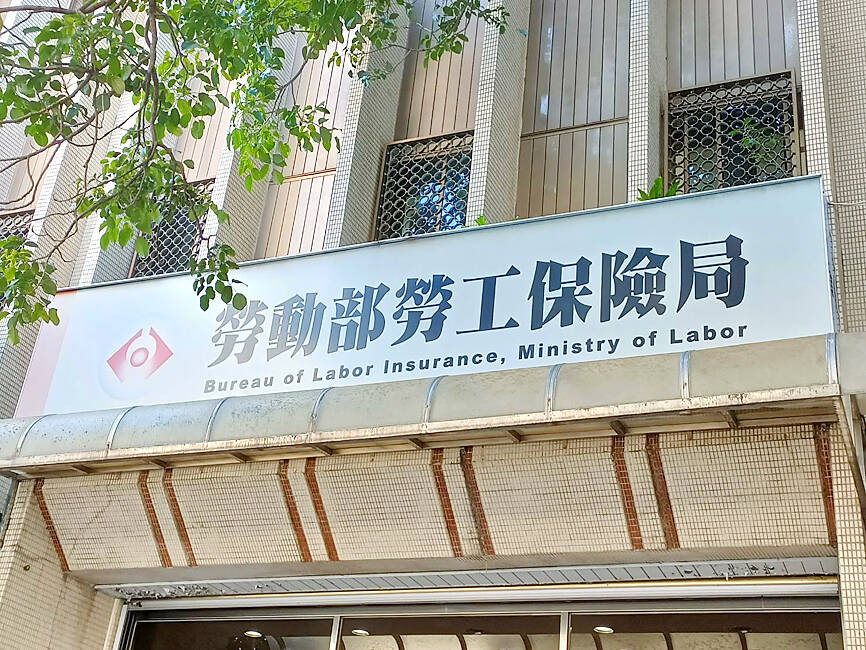 勞動部勞工保險局
Bureau of Labor Insurance, Ministry of Labor